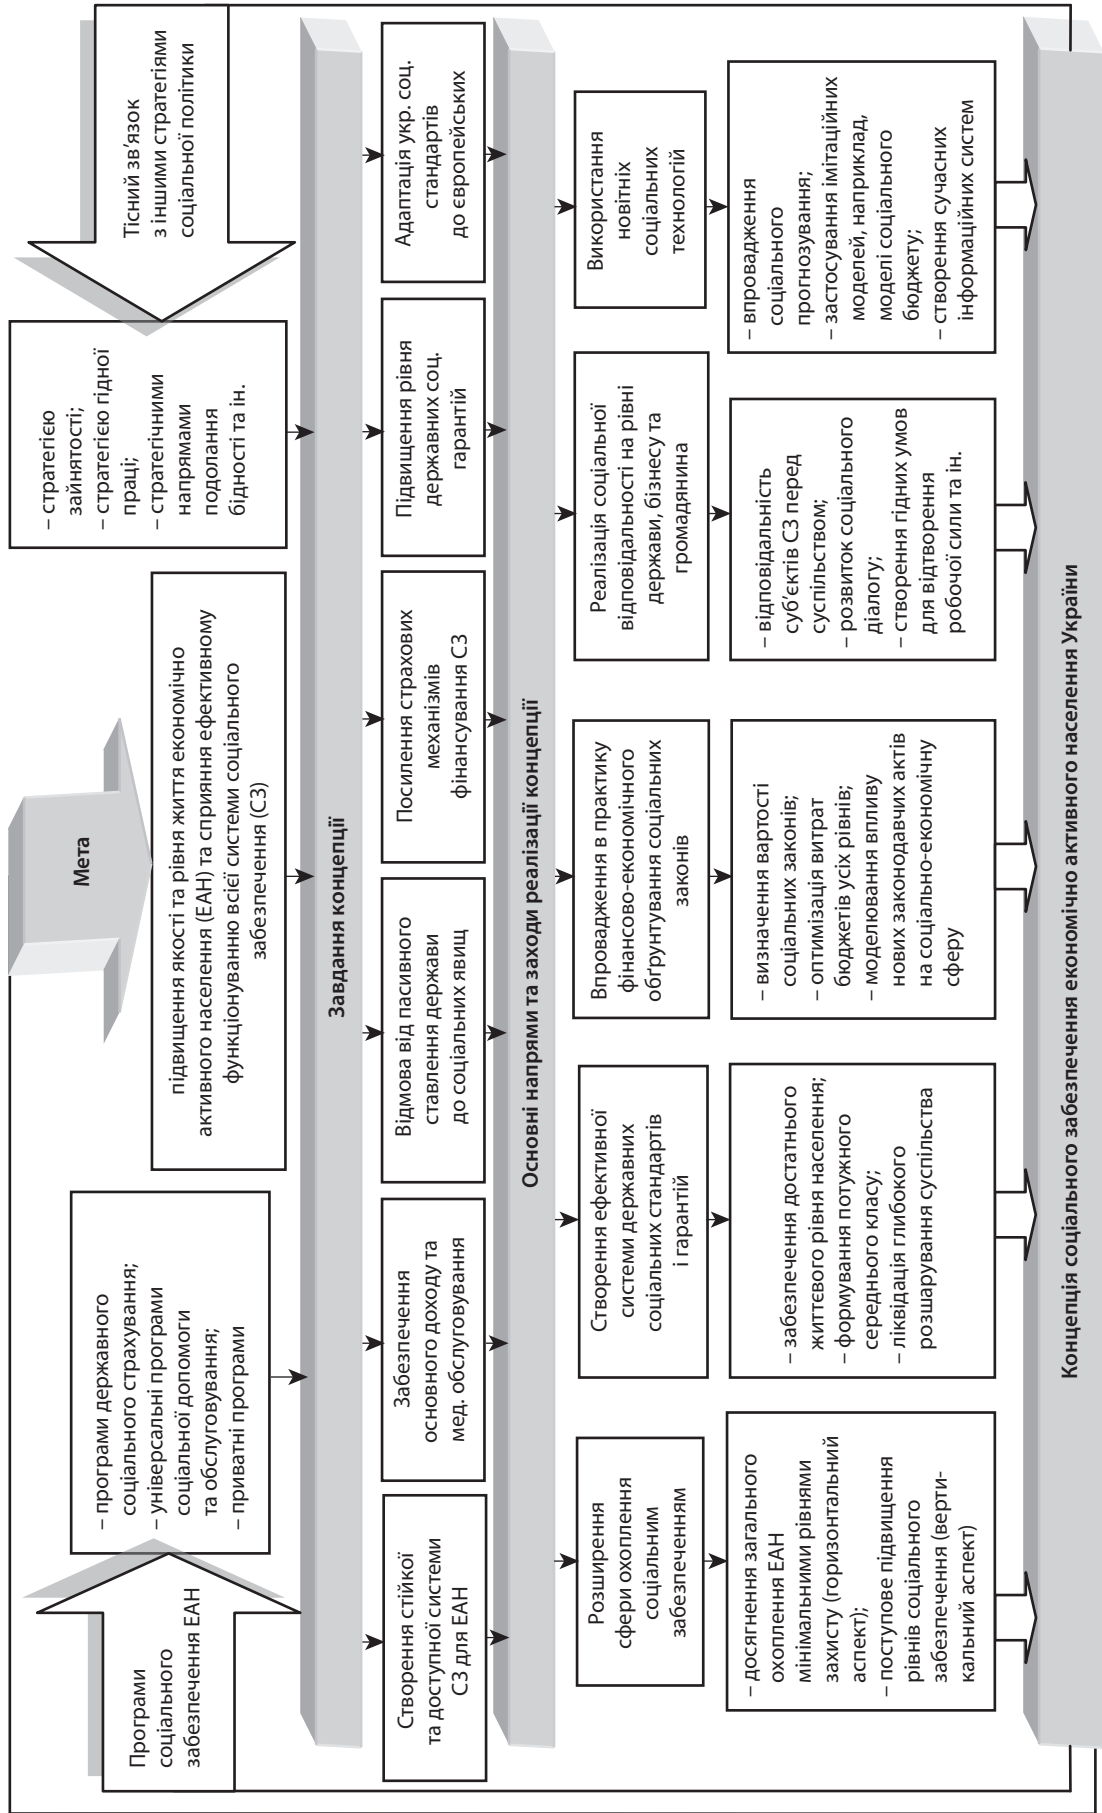 Програми
соціального
забезпечення ЕАН
– програми державного
соціального страхування;
– універсальні програми
соціальної допомоги
та обслуговування;
– приватні програми
Мета
підвищення якості та рівня життя економічно
активного населення (ЕАН) та сприяння ефективному
функціонуванню всієї системи соціального
забезпечення (СЗ)
– стратегією
зайнятості;
– стратегією гідної
праці;
– стратегічними
напрямами
подолання
бідності та ін.
Тісний зв’язок
з іншими стратегіями
соціальної політики
Завдання концепції
Створення стійкої
та доступної системи
СЗ для ЕАН
Забезпечення
основного доходу та
мед. обслуговування
Відмова від пасивного
ставлення держави
до соціальних явищ
Посилення страхових
механізмів
фінансування СЗ
Підвищення рівня
державних соц.
гарантій
Адаптація укр. соц.
стандартів
до європейських
Основні напрями та заходи реалізації концепції
Розширення
сфери охоплення
соціальним
забезпеченням
Створення ефективної
системи державних
соціальних стандартів
і гарантій
Впровадження в практику
фінансово-економічного
обґрунтування соціальних
законів
Реалізація соціальної
відповідальності на рівні
держави, бізнесу та
громадянина
Використання
новітніх
соціальних
технологій
– досягнення загального
охоплення ЕАН
мінімальними рівнями
захисту (горизонтальний
аспект);
– поступове підвищення
рівнів соціального
забезпечення (верти-
кальний аспект)
– забезпечення достатнього
життєвого рівня населення;
– формування потужного
середнього класу;
– ліквідація глибокого
розшарування суспільства
– визначення вартості
соціальних законів;
– оптимізація витрат
бюджетів усіх рівнів;
– моделювання впливу
нових законодавчих актів
на соціально-економічну
сферу
– відповідальність
суб’єктів СЗ перед
суспільством;
– розвиток соціального
діалогу;
– створення гідних умов
для відтворення
робочої сили та ін.
– впровадження
соціального
прогнозування;
– застосування імітаційних
моделей, наприклад,
моделі соціального
бюджету;
– створення сучасних
інформаційних систем
Концепція соціального забезпечення економічно активного населення України